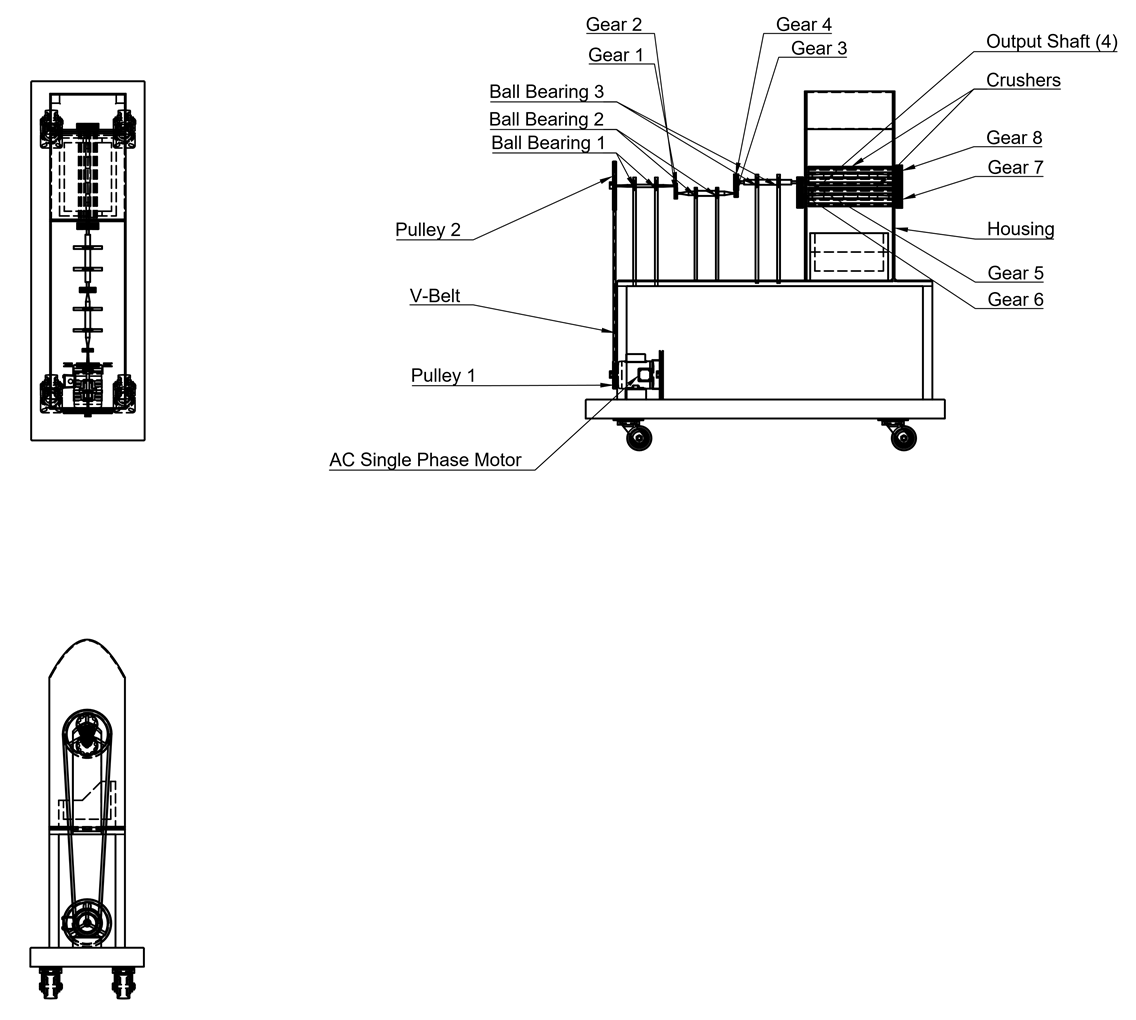 Gear 2
Gear 4
Gear 1
Gear 3
Output Shaft (4)
Ball Bearing 3
Crushers
Ball Bearing 2
Ball Bearing 1
Gear 8
Gear 7
Pulley 2
Housing
V-Belt
Gear 5
Gear 6
Pulley 1
AC Single Phase Motor